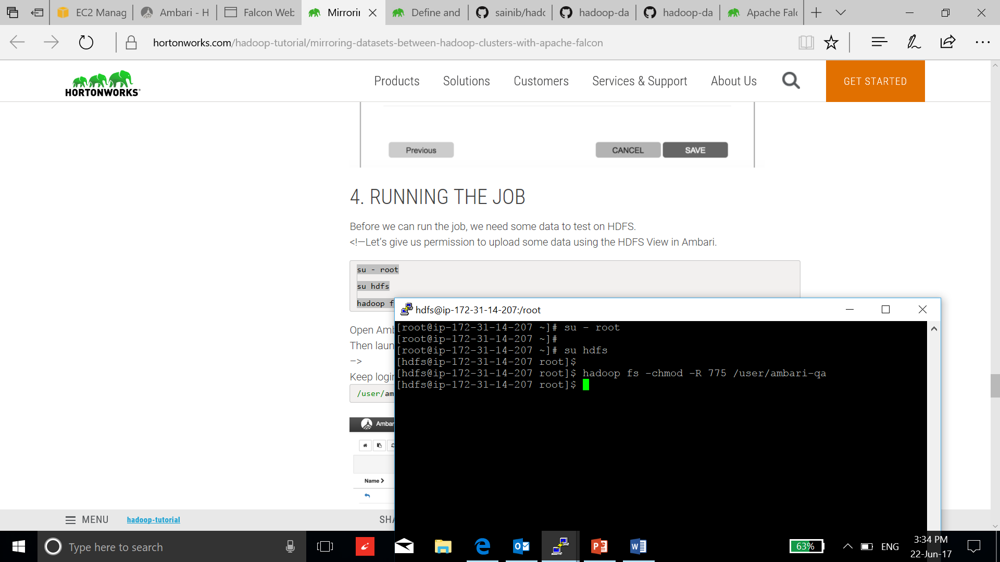 EC2 Manag
Ambari - H
Falcon Web
Mirrorin
Define and
sainib/hado
hadoop-da
hadoop-da
Apache Falc
hortonworks.com/hadoop-tutorial/mirroring-datasets-between-hadoop-clusters-with-apache-falcon
HORTONWORKS
Products
Solutions
Customers
Services & Support
About Us
GET STARTED
Previous
CANCEL
SAVE
4. RUNNING THE JOB
Before we can run the job, we need some data to test on HDFS.
<!—Let’s give us permission to upload some data using the HDFS View in Ambari.
su - root
su hdfs
hadoop f
Open Amb
Then laun
–>
Keep login
/user/am
Ambar
Name
hdfs@ip-172-31-14-207:/root
[root@ip-172-31-14-207 ~]# su - root
[root@ip-172-31-14-207 ~]#
[root@ip-172-31-14-207 ~]# su hdfs
[hdfs@ip-172-31-14-207 root]$
[hdfs@ip-172-31-14-207 root]$ hadoop fs -chmod -R 775 /user/ambari-qa
[hdfs@ip-172-31-14-207 root]$
MENU
hadoop-tutorial
SHA
Type here to search
63%
ENG
3:34 PM
22-Jun-17